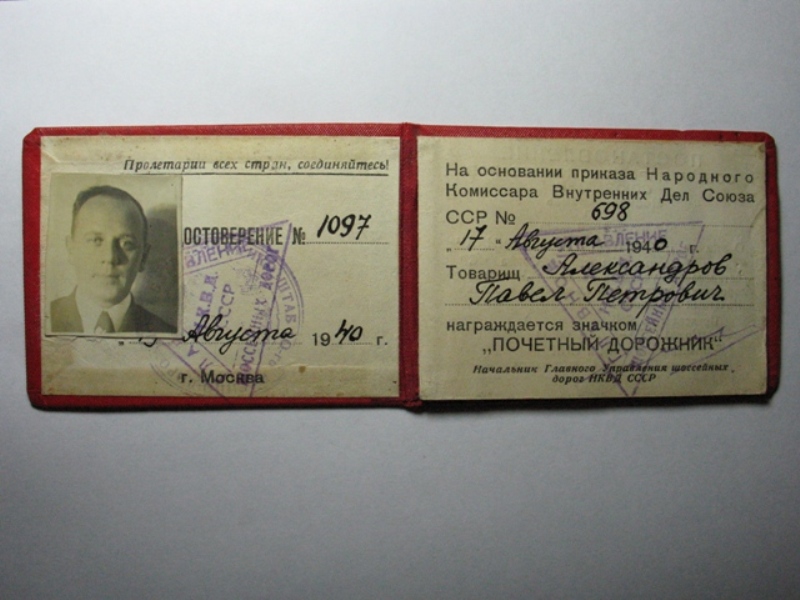 Пролетарии всех стран, соединяйтесь!
ОСТОВЕРЕНИЕ № 1097
Августа 1940 г.
г. Москва
На основании приказа Народного
Комиссара Внутренних Дел Союза
ССР № 698
„17" Августа 1940 г.
Товарищ Александров
Павел Петрович
награждается значком
„ПОЧЕТНЫЙ ДОРОЖНИК"
Начальник Главного Управления шоссейных
дорог НКВД СССР